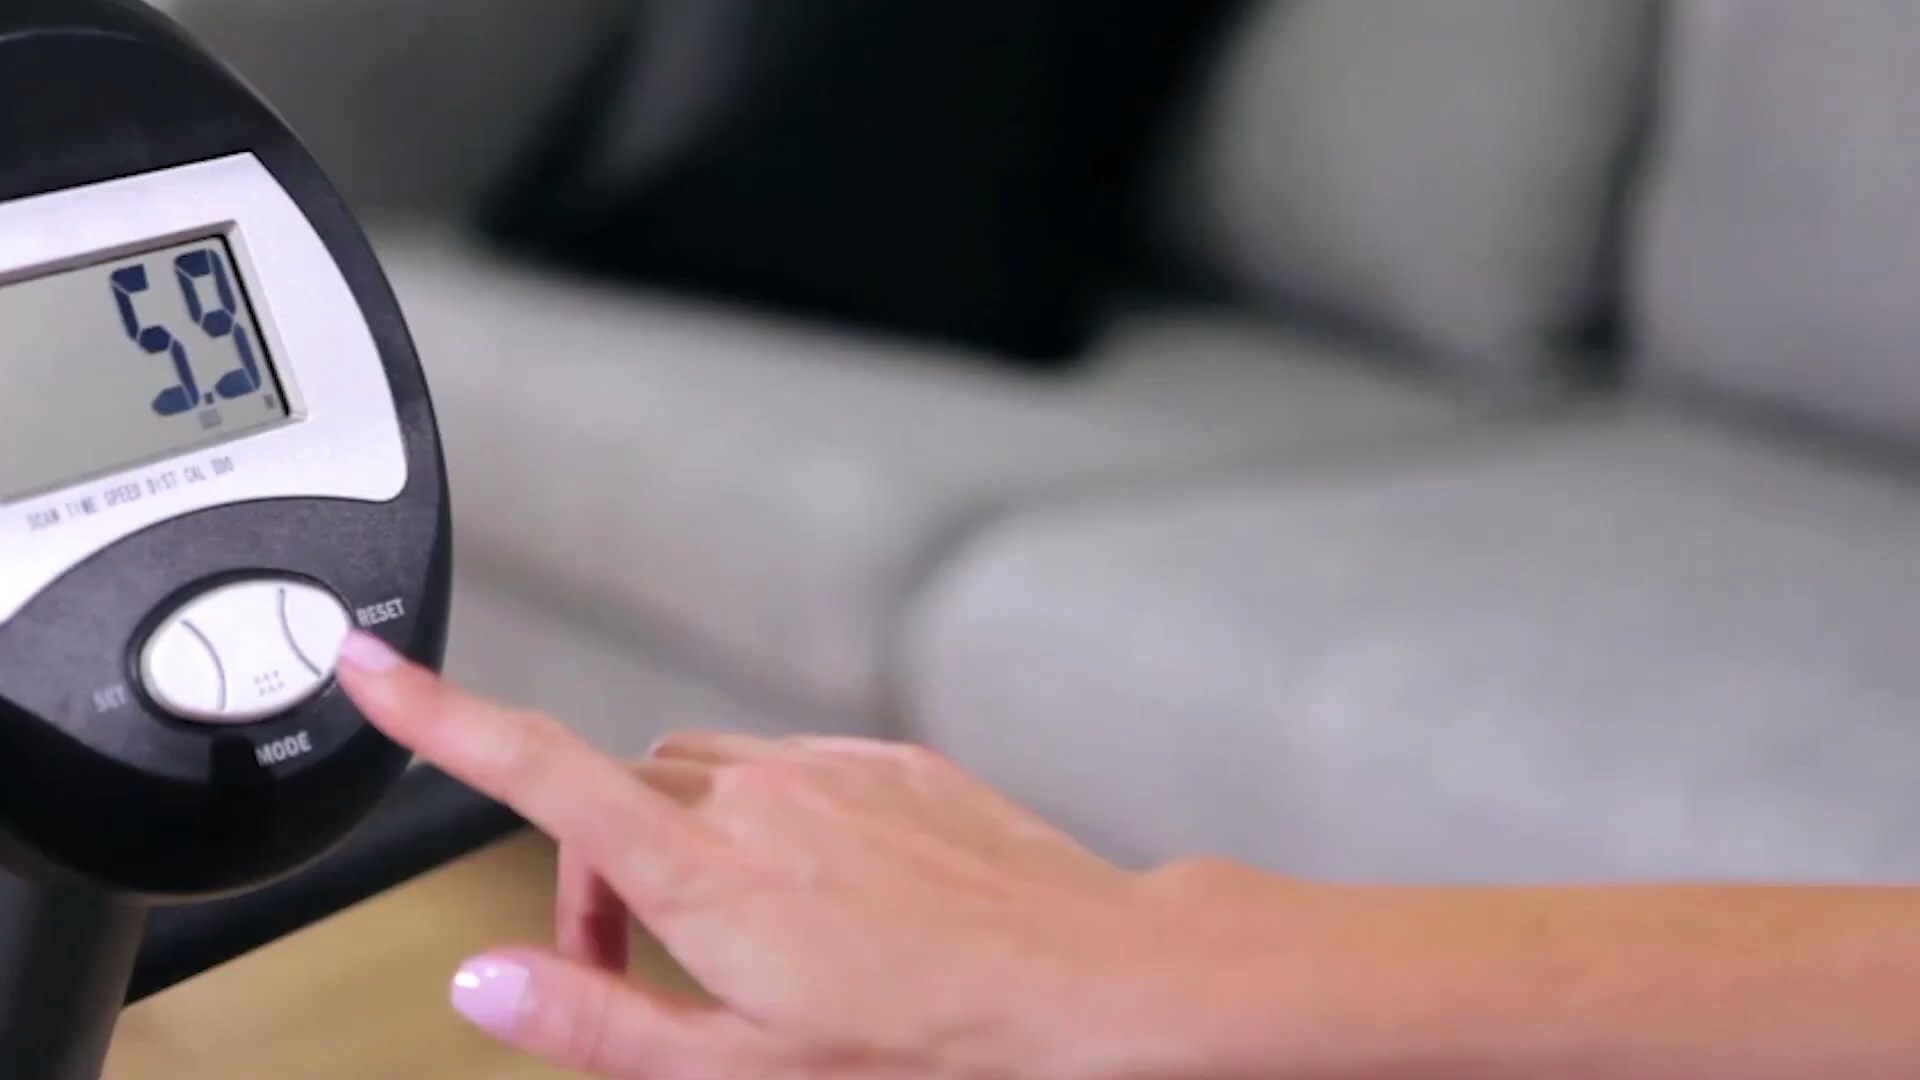 5.9
SCAN TIME SPEED DIST CAL ODO
RESET
SET
MODE